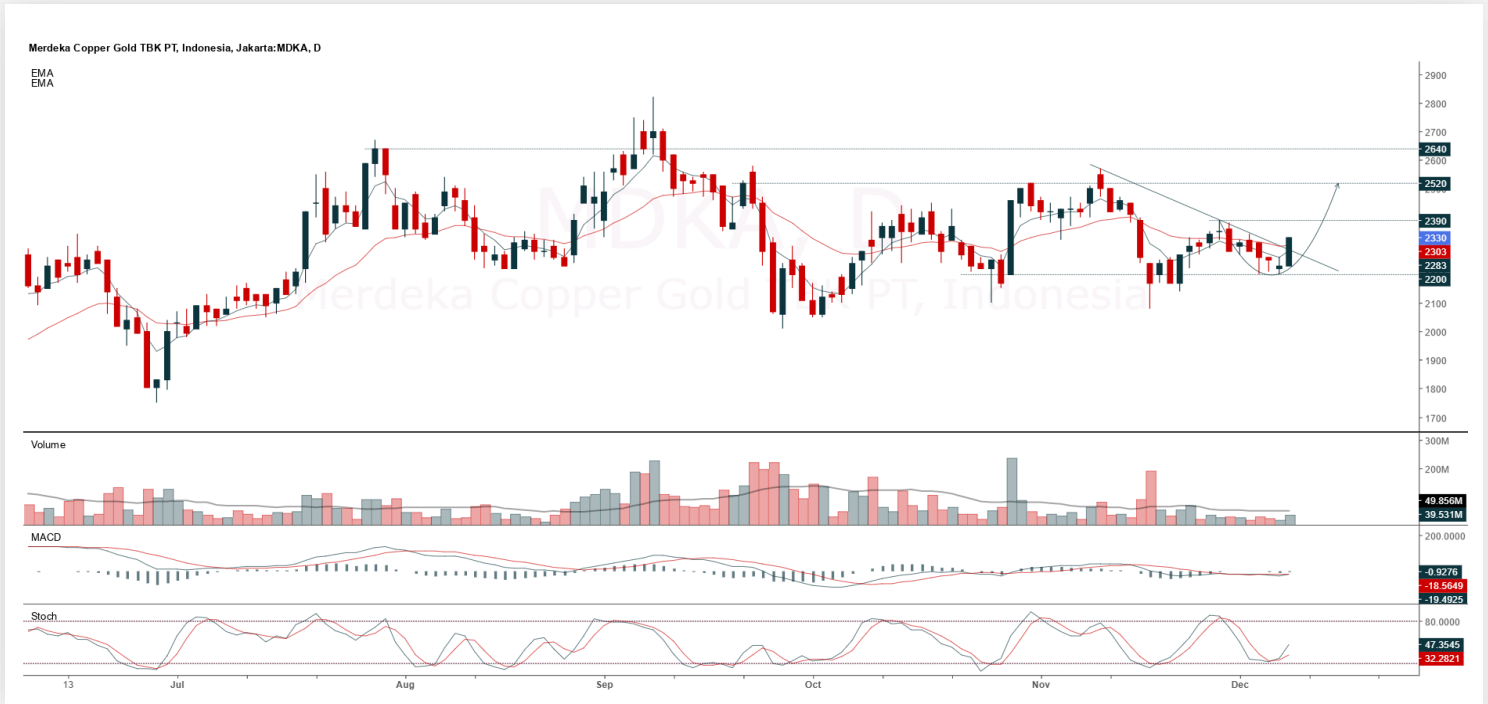 Merdeka Copper Gold TBK PT, Indonesia, Jakarta:MDKA, D
EMA
EMA
MDKA, D
Merdeka Copper Gold TBK PT, Indonesia
2900
2800
2700
2640
2600
2520
2390
2330
2303
2283
2200
2100
2000
1900
1800
1700
Volume
300M
200M
49.856M
39.531M
MACD
200.0000
-0.9276
-18.5649
-19.4925
Stoch
80.0000
47.3545
32.2821
13 Jul Aug Sep Oct Nov Dec